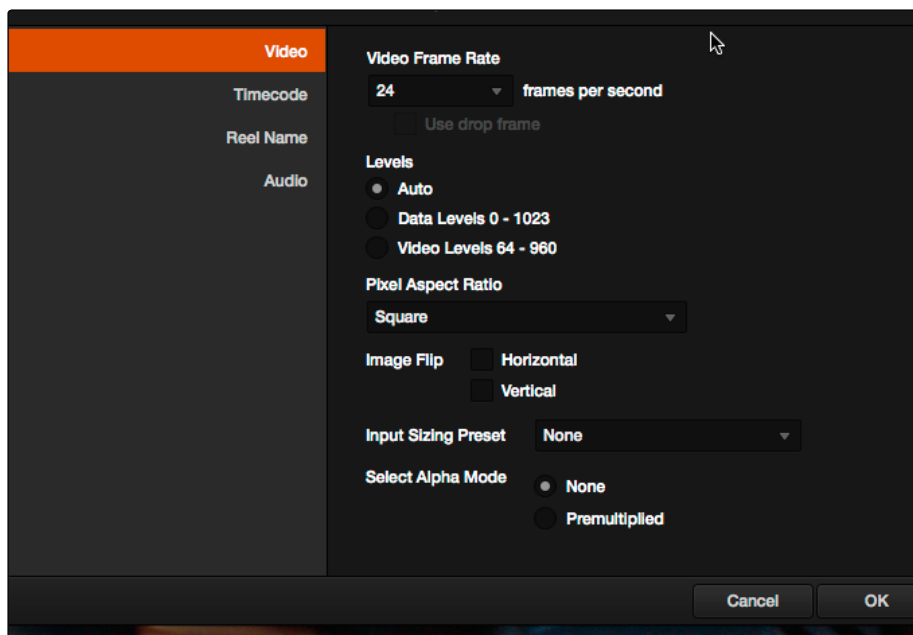 Video
Timecode
Reel Name
Audio
Video Frame Rate
24 frames per second
Use drop frame
Levels
Auto
Data Levels 0 - 1023
Video Levels 64 - 960
Pixel Aspect Ratio
Square
Image Flip Horizontal
Vertical
Input Sizing Preset None
Select Alpha Mode None
Premultiplied
Cancel OK